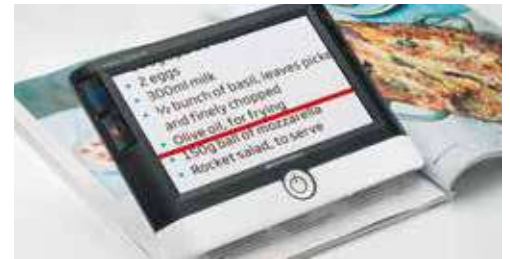 2 eggs
300ml milk
½ bunch of basil, leaves picke
and finely chopped
Olive oil, for frying
150g ball of mozzarella
Rocket salad, to serve